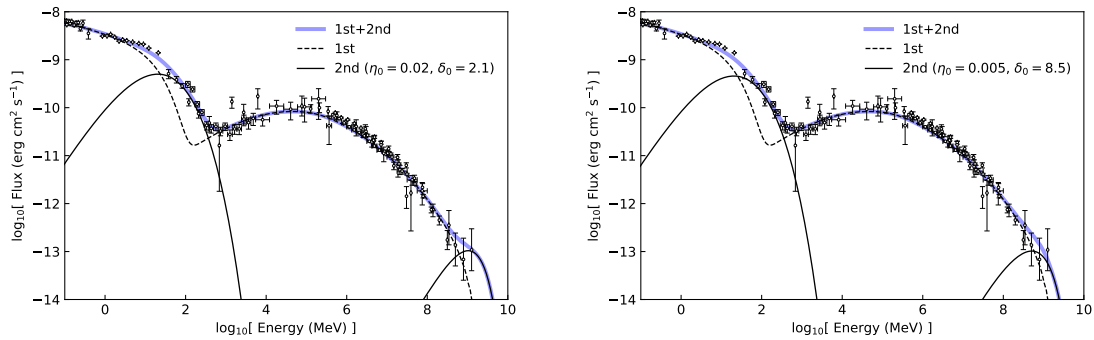 −8
−9
−10
−11
−12
−13
−14
log₁₀[ Flux (erg cm² s⁻¹) ]
1st+2nd
1st
2nd (η₀ = 0.02, δ₀ = 2.1)
0 2 4 6 8 10
log₁₀[ Energy (MeV) ]
−8
−9
−10
−11
−12
−13
−14
log₁₀[ Flux (erg cm² s⁻¹) ]
1st+2nd
1st
2nd (η₀ = 0.005, δ₀ = 8.5)
0 2 4 6 8 10
log₁₀[ Energy (MeV) ]